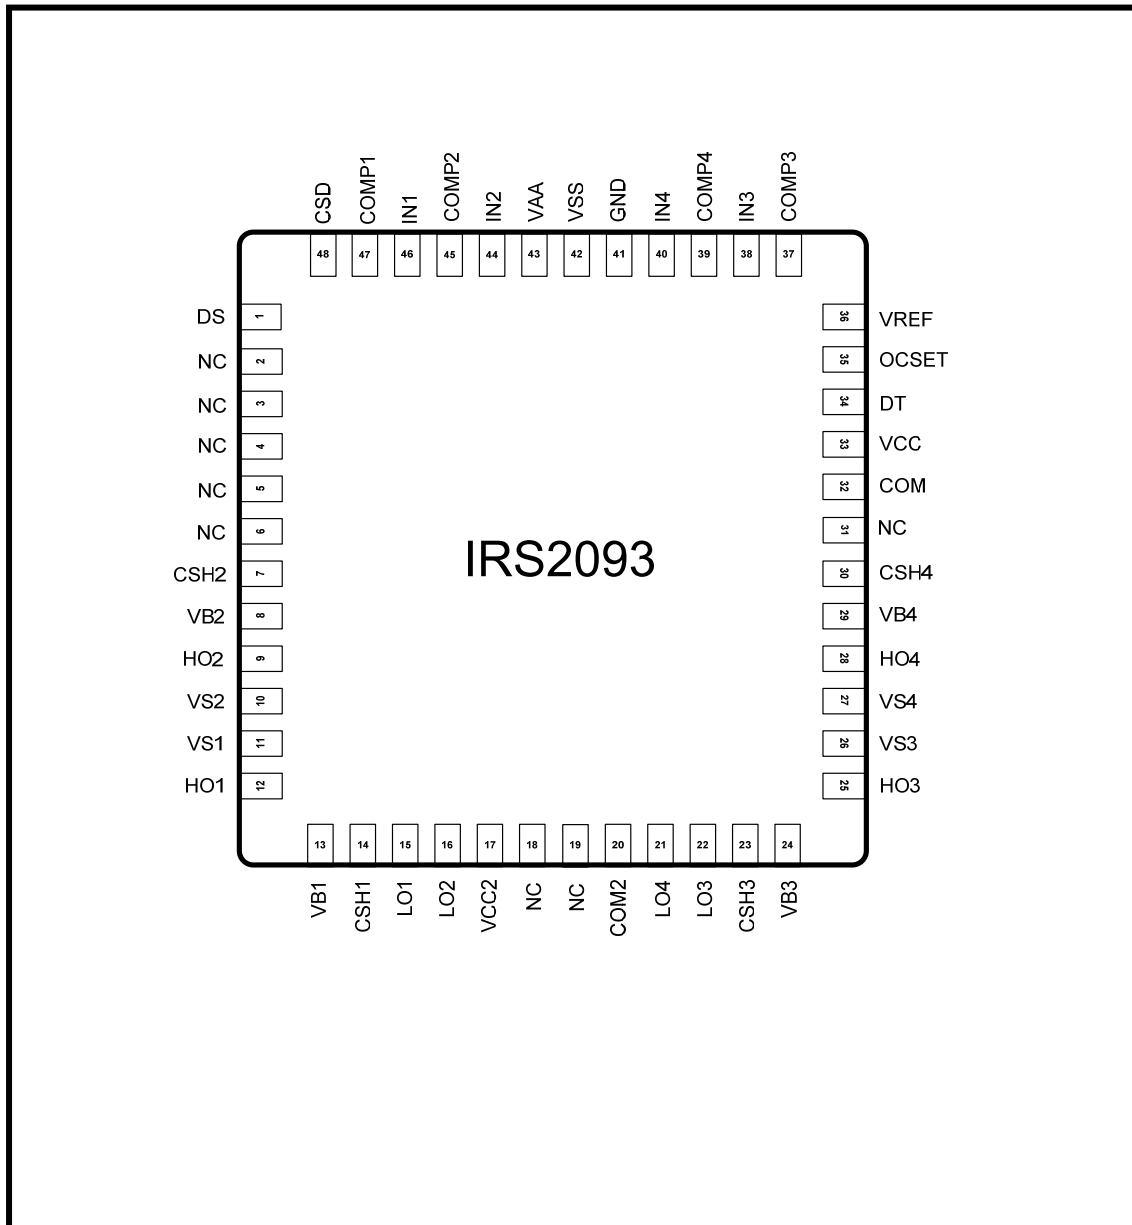 CSD
COMP1
IN1
COMP2
IN2
VAA
VSS
GND
IN4
COMP4
IN3
COMP3
48
47
46
45
44
43
42
41
40
39
38
37
DS 1
NC 2
NC 3
NC 4
NC 5
NC 6
CSH2 7
VB2 8
HO2 9
VS2 10
VS1 11
HO1 12
IRS2093
36 VREF
35 OCSET
34 DT
33 VCC
32 COM
31 NC
30 CSH4
29 VB4
28 HO4
27 VS4
26 VS3
25 HO3
13
14
15
16
17
18
19
20
21
22
23
24
VB1
CSH1
LO1
LO2
VCC2
NC
NC
COM2
LO4
LO3
CSH3
VB3